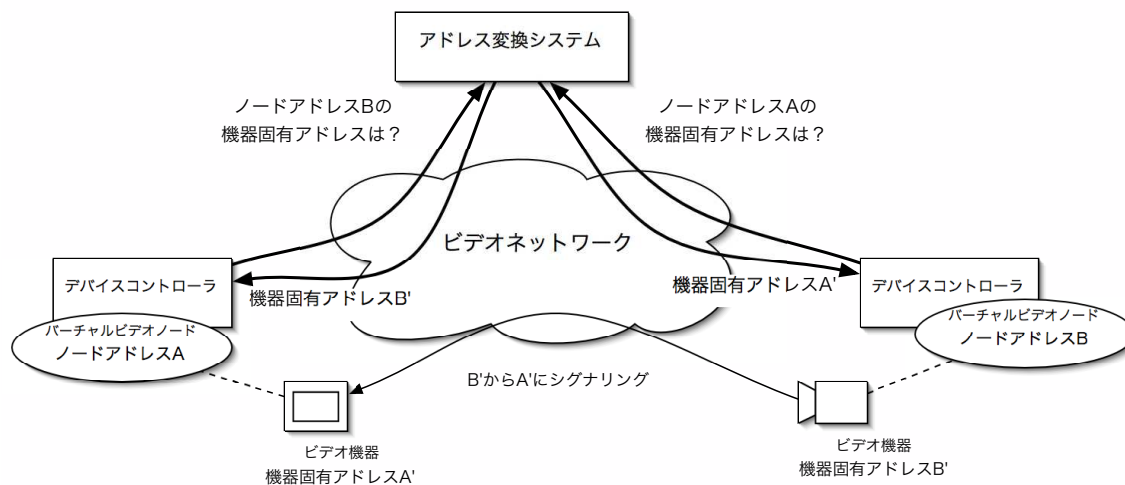 アドレス変換システム
ノードアドレスBの
機器固有アドレスは？
ノードアドレスAの
機器固有アドレスは？
ビデオネットワーク
デバイスコントローラ
機器固有アドレスB'
機器固有アドレスA'
デバイスコントローラ
バーチャルビデオノード
ノードアドレスA
バーチャルビデオノード
ノードアドレスB
B'からA'にシグナリング
ビデオ機器
機器固有アドレスA'
ビデオ機器
機器固有アドレスB'